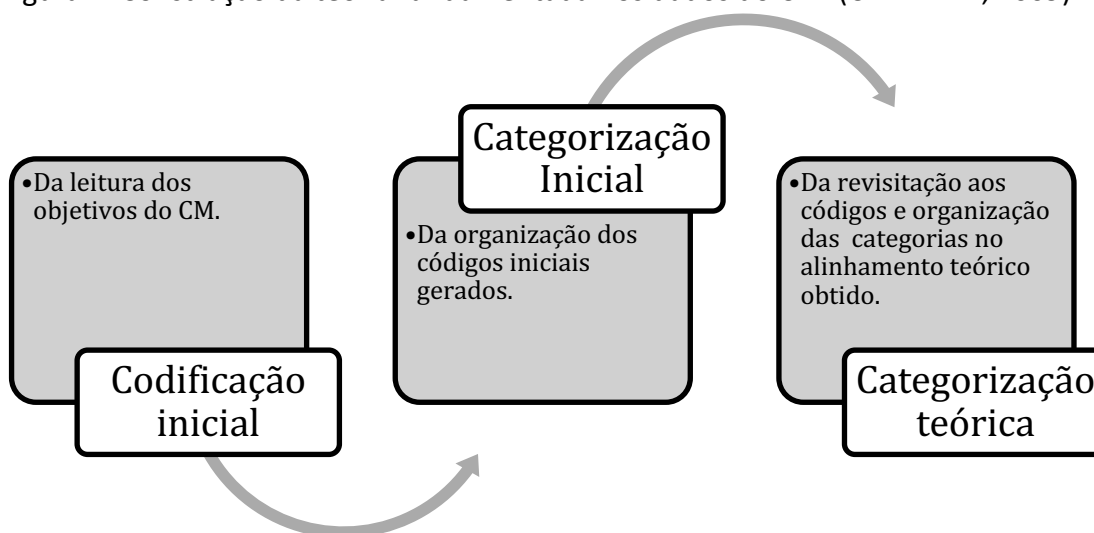 •Da leitura dos
objetivos do CM.
Codificação
inicial
Categorização
Inicial
•Da organização dos
códigos iniciais
gerados.
•Da revisitação aos
códigos e organização
das categorias no
alinhamento teórico
obtido.
Categorização
teórica